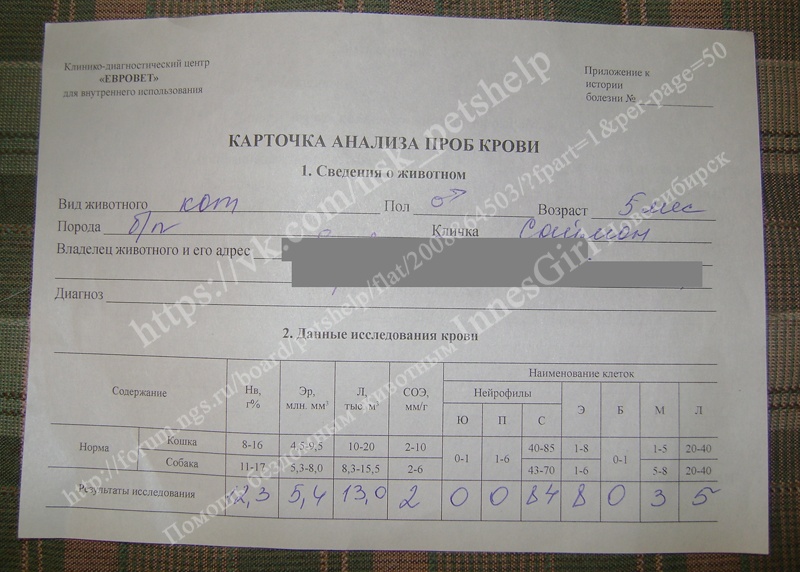 Клинико-диагностический центр
«ЕВРОВЕТ»
для внутреннего использования
Приложение к
истории
болезни №
КАРТОЧКА АНАЛИЗА ПРОБ КРОВИ
1. Сведения о животном
Вид животного кот Пол ♂ Возраст 5 мес
Порода б/п Кличка Саймон
Владелец животного и его адрес
Диагноз
2. Данные исследования крови
Содержание Нв, г% Эр, млн. мм³ Л, тыс. м³ СОЭ, мм/г Наименование клеток
Нейрофилы Э Б М Л
Ю П С
Норма Кошка 8-16 4,5-9,5 10-20 2-10 0-1 1-6 40-85 1-8 0-1 1-5 20-40
Собака 11-17 5,3-8,0 8,3-15,5 2-6 43-70 1-6 5-8 20-40
Результаты исследования 12,3 5,4 13,0 2 0 0 84 8 0 3 5
https://vk.com/nsk_petshelp
http://forum.ngs.ru/board/petshelp/flat/2008864503/?fpart=1&per-page=50
Помощь бездомным животным InnesGirl Новосибирск